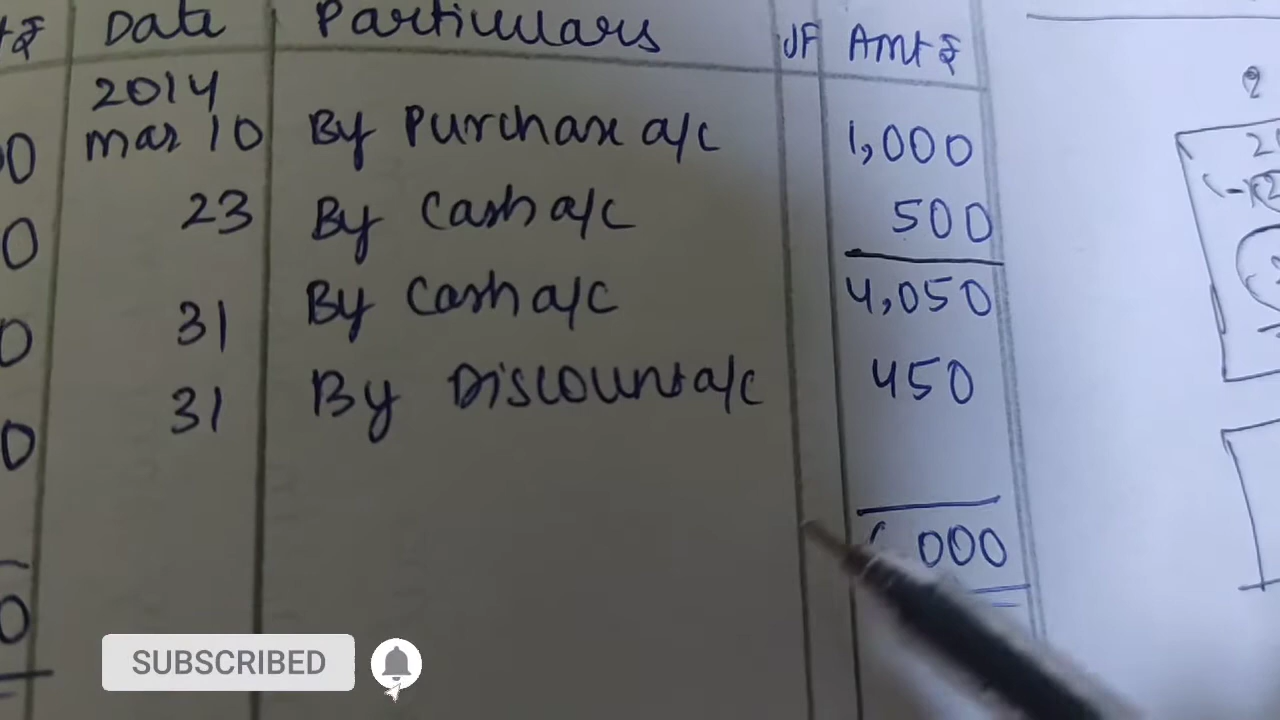 Date Particulars JF Amt ₹
2014
mar 10 By Purchase a/c 1,000
23 By Cash a/c 500
31 By Cash a/c 4,050
31 By Discount a/c 450
000
SUBSCRIBED